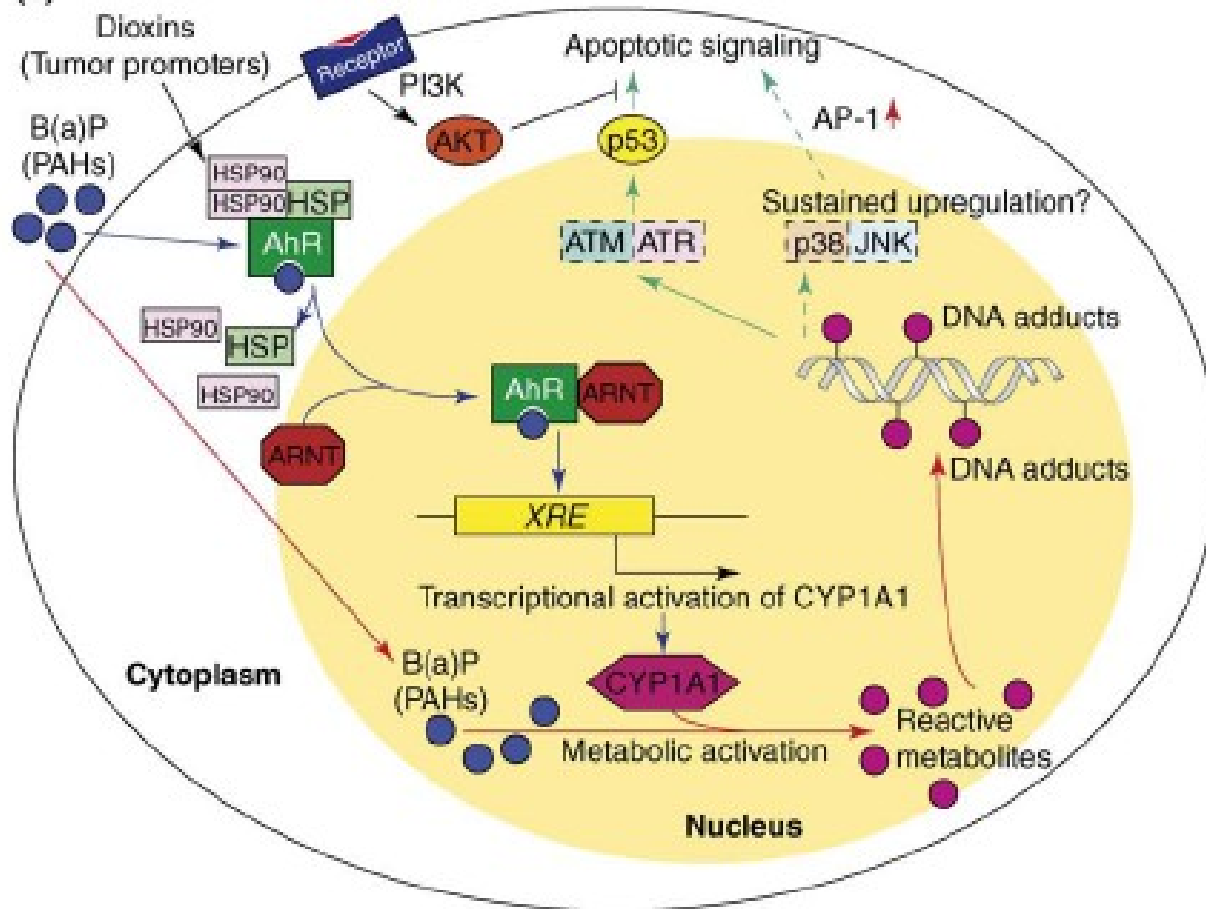 Dioxins
(Tumor promoters)
Receptor
PI3K
AKT
Apoptotic signaling
AP-1
p53
B(a)P
(PAHs)
HSP90
HSP90 HSP
AhR
ATM ATR
Sustained upregulation?
p38 JNK
HSP90
HSP
HSP90
ARNT
AhR ARNT
DNA adducts
DNA adducts
XRE
Transcriptional activation of CYP1A1
CYP1A1
B(a)P
(PAHs)
Metabolic activation
Reactive
metabolites
Cytoplasm
Nucleus